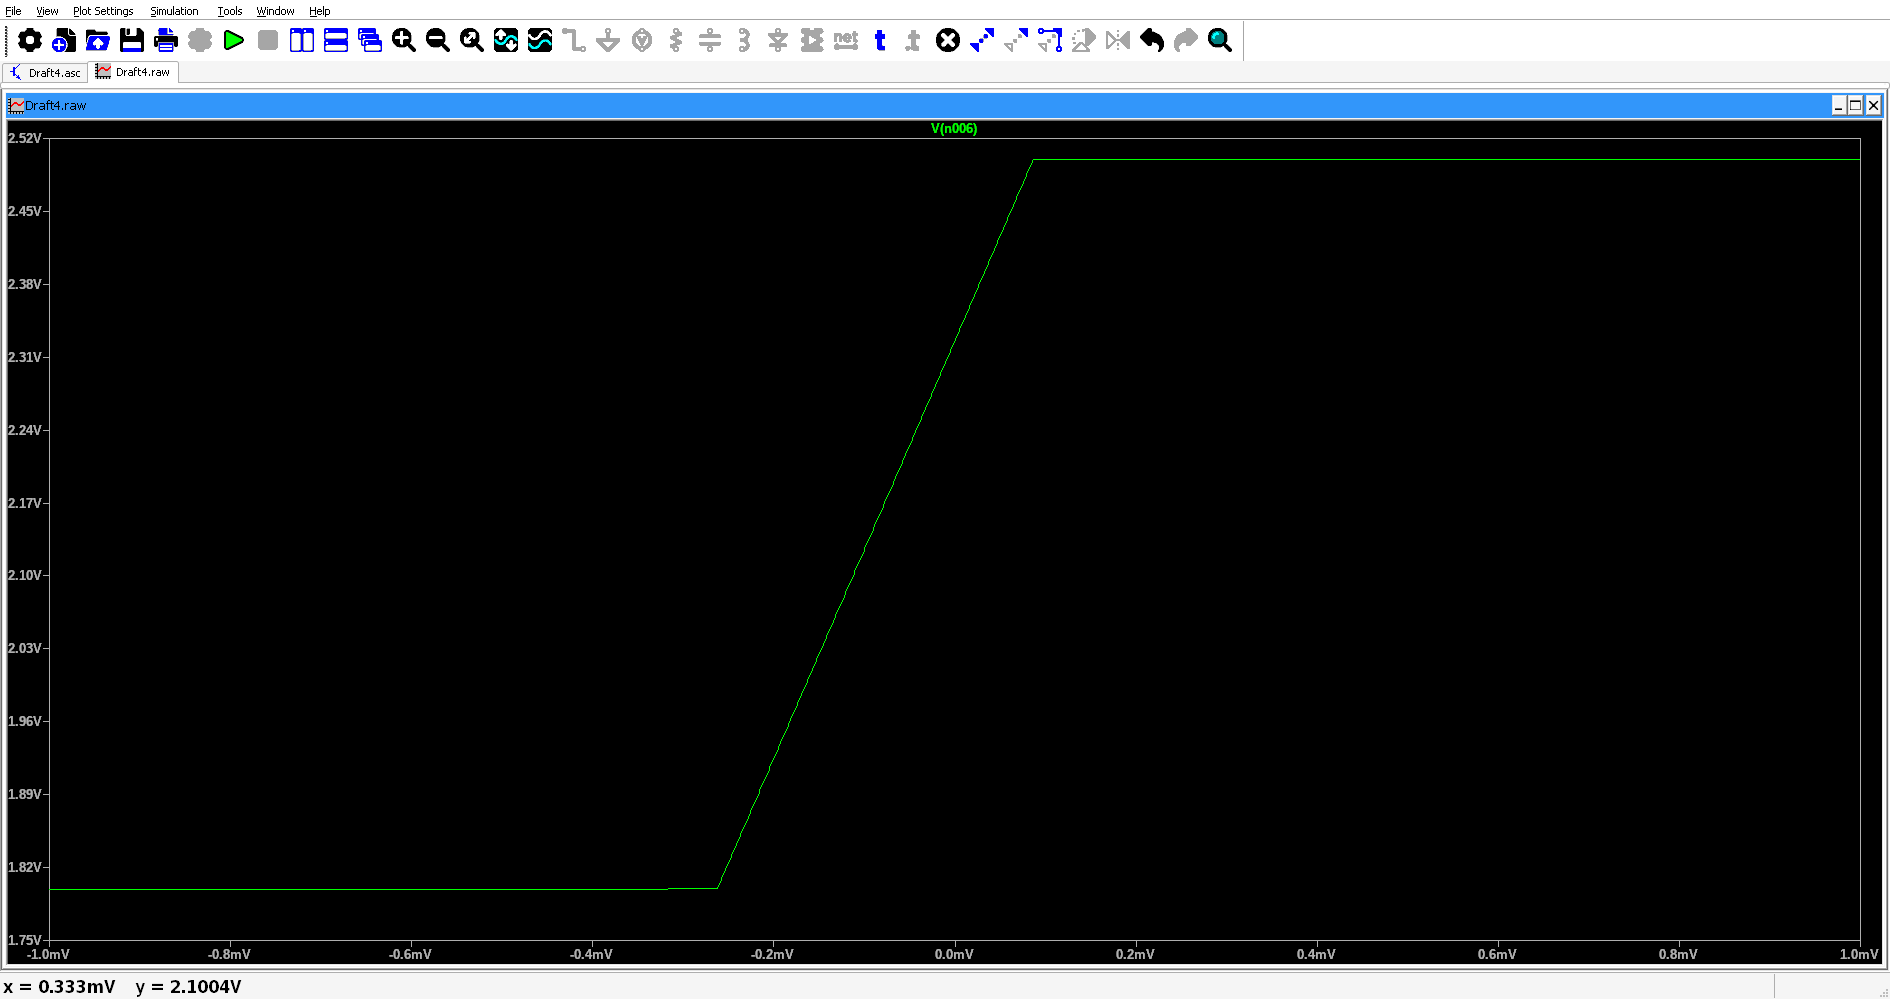 File View Plot Settings Simulation Tools Window Help
net t .t
Draft4.asc Draft4.raw
Draft4.raw
V(n006)
2.52V
2.45V
2.38V
2.31V
2.24V
2.17V
2.10V
2.03V
1.96V
1.89V
1.82V
1.75V
-1.0mV -0.8mV -0.6mV -0.4mV -0.2mV 0.0mV 0.2mV 0.4mV 0.6mV 0.8mV 1.0mV
x = 0.333mV y = 2.1004V